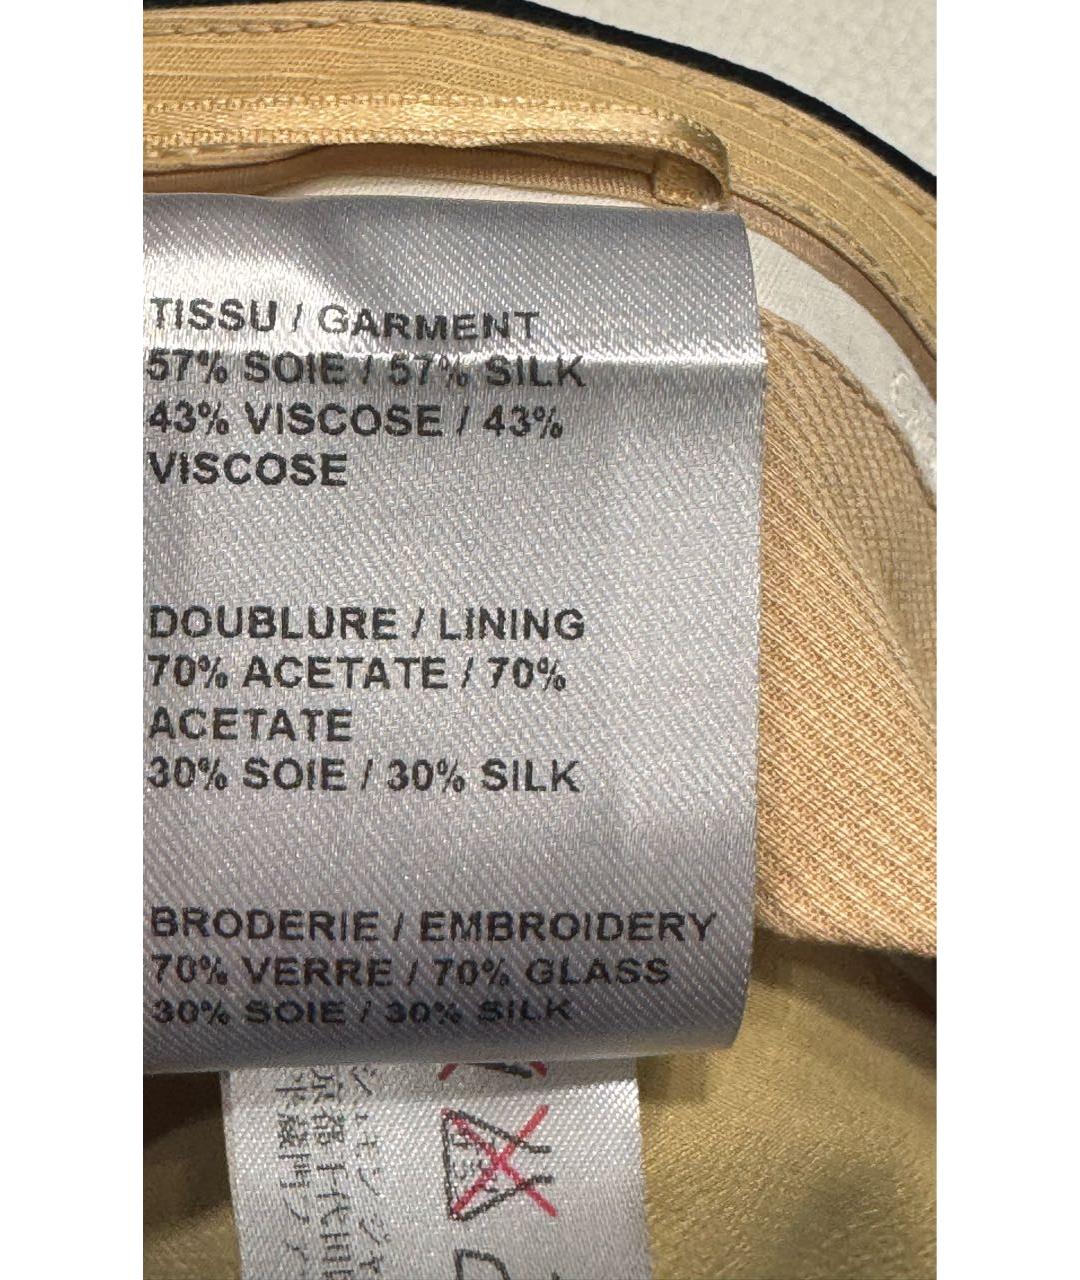 TISSU / GARMENT
57% SOIE / 57% SILK
43% VISCOSE / 43%
VISCOSE
DOUBLURE / LINING
70% ACETATE / 70%
ACETATE
30% SOIE / 30% SILK
BRODERIE / EMBROIDERY
70% VERRE / 70% GLASS
30% SOIE / 30% SILK